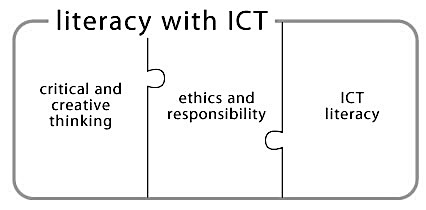 literacy with ICT
critical and
creative
thinking
ethics and
responsibility
ICT
literacy